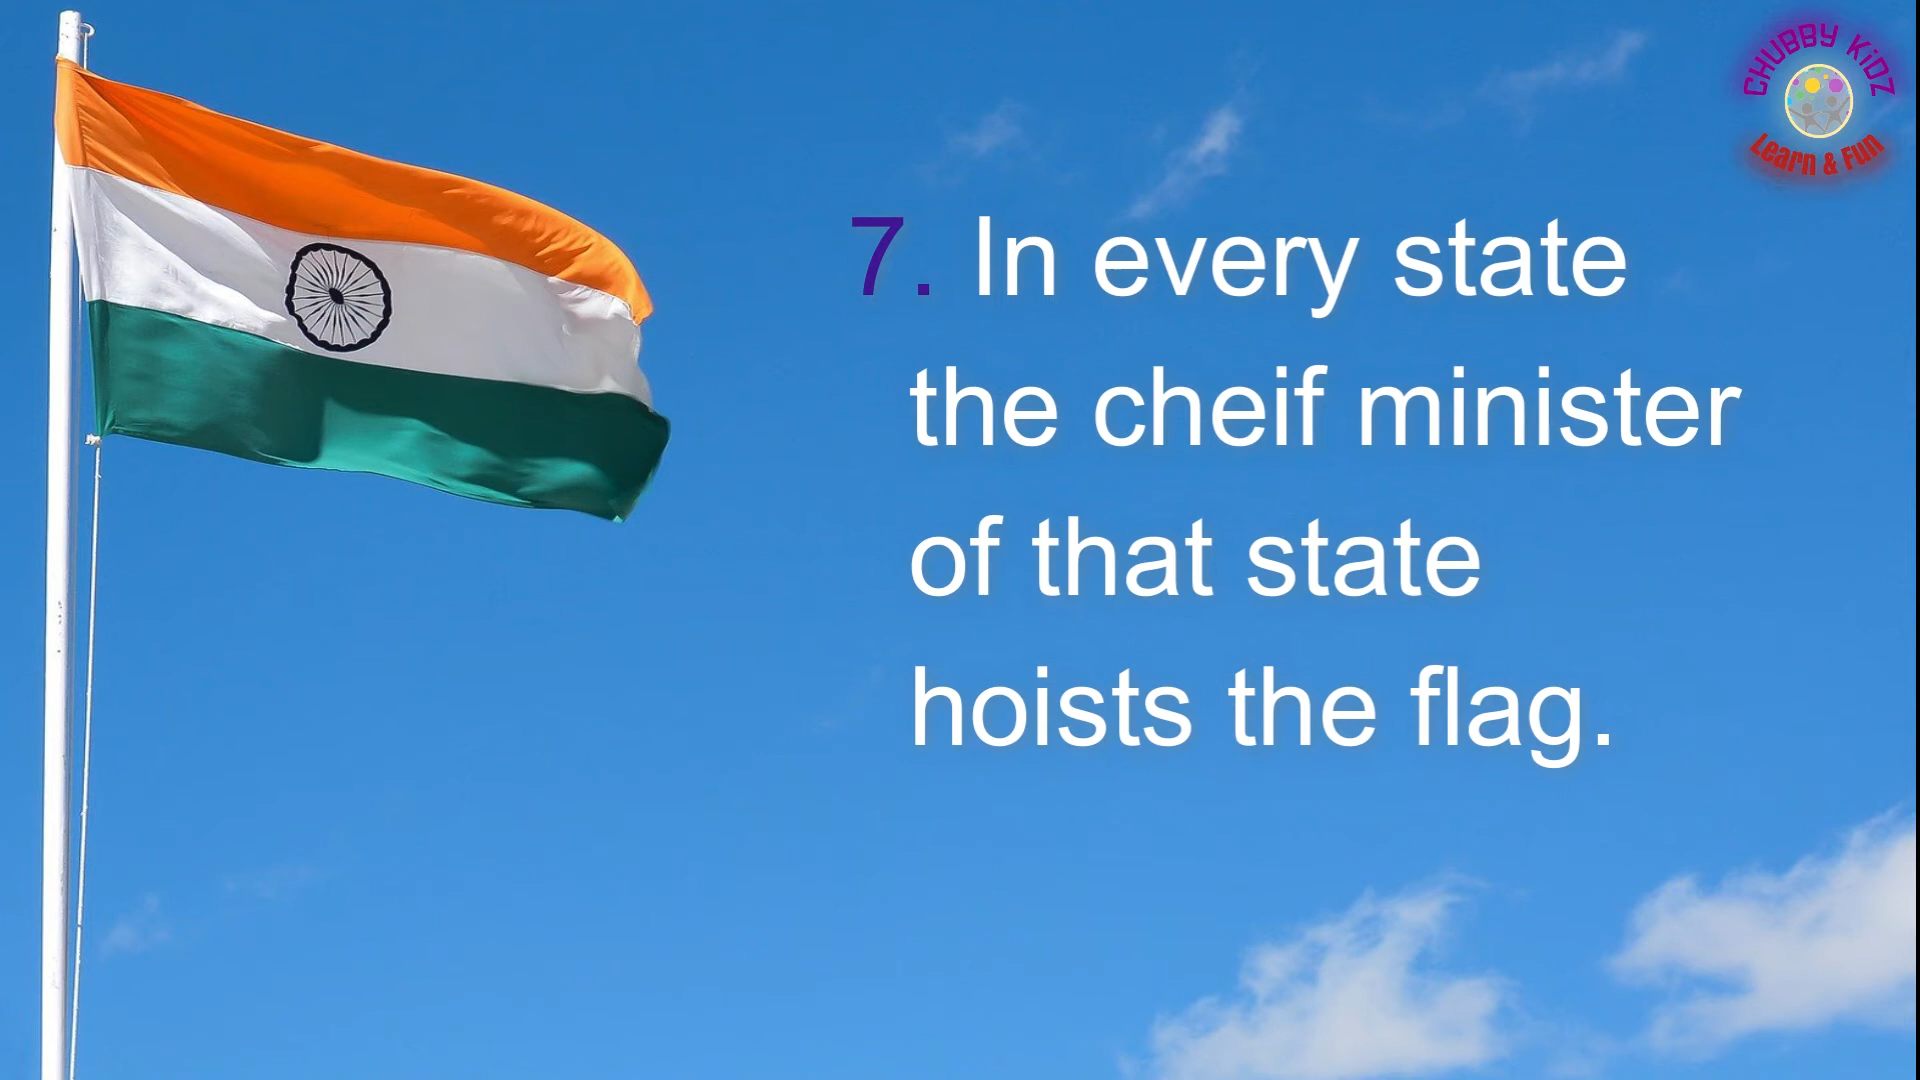 CHUBBY KiDZ
Learn & Fun
7. In every state
the cheif minister
of that state
hoists the flag.